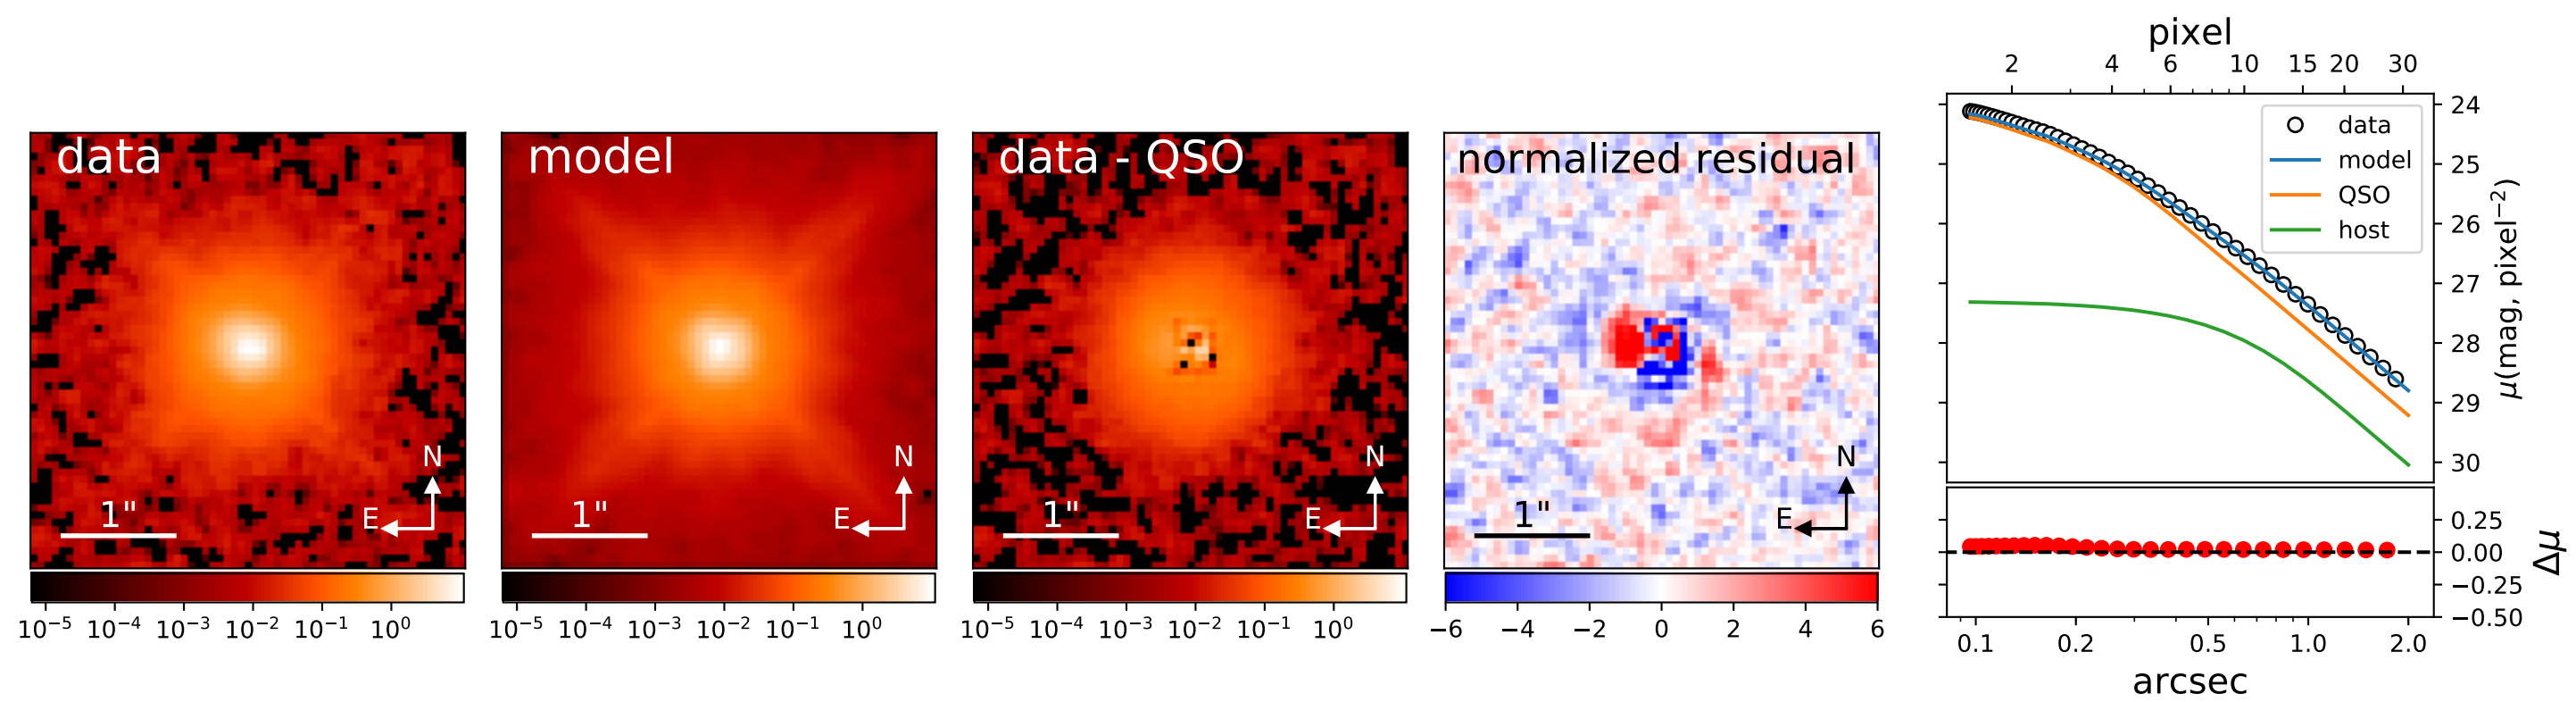 data
N
E
1"
10⁻⁵ 10⁻⁴ 10⁻³ 10⁻² 10⁻¹ 10⁰
model
N
E
1"
10⁻⁵ 10⁻⁴ 10⁻³ 10⁻² 10⁻¹ 10⁰
data - QSO
N
E
1"
10⁻⁵ 10⁻⁴ 10⁻³ 10⁻² 10⁻¹ 10⁰
normalized residual
N
E
1"
−6 −4 −2 0 2 4 6
pixel
2 4 6 10 15 20 30
data
model
QSO
host
24
25
26
27
28
29
30
μ(mag, pixel⁻²)
0.25
0.00
−0.25
−0.50
Δμ
0.1 0.2 0.5 1.0 2.0
arcsec